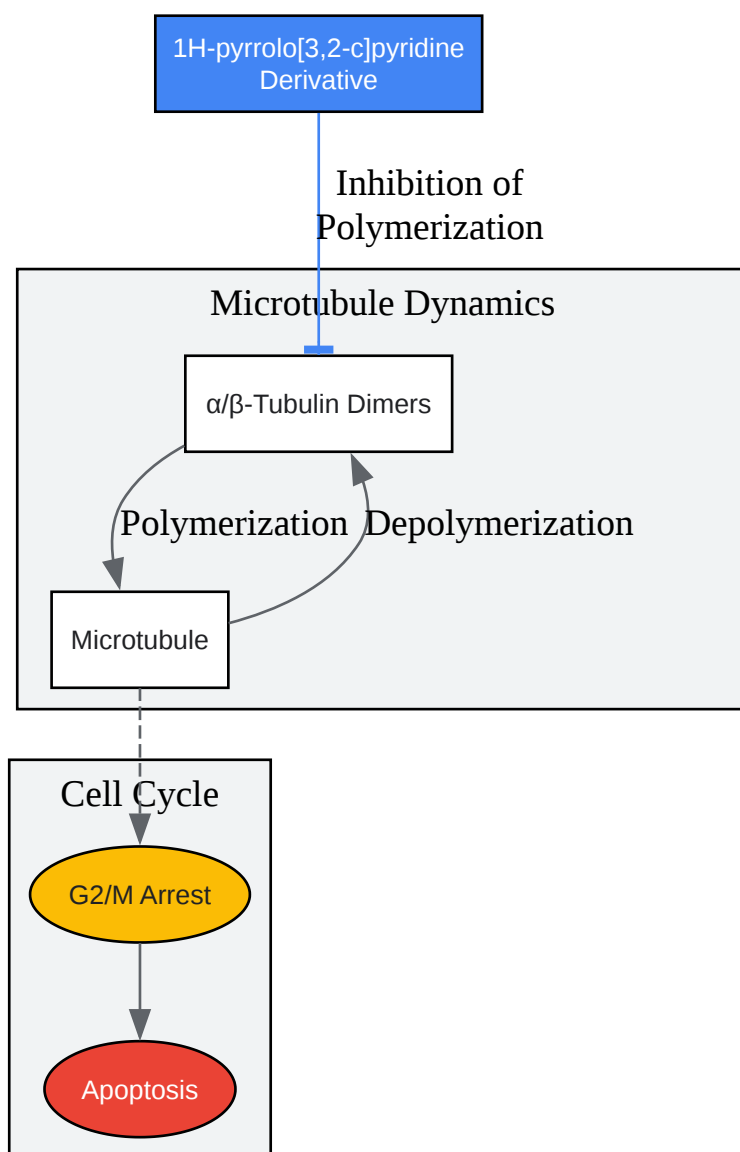 1H-pyrrolo[3,2-c]pyridine
Derivative
Inhibition of
Polymerization
Microtubule Dynamics
α/β-Tubulin Dimers
Polymerization
Depolymerization
Microtubule
Cell Cycle
G2/M Arrest
Apoptosis